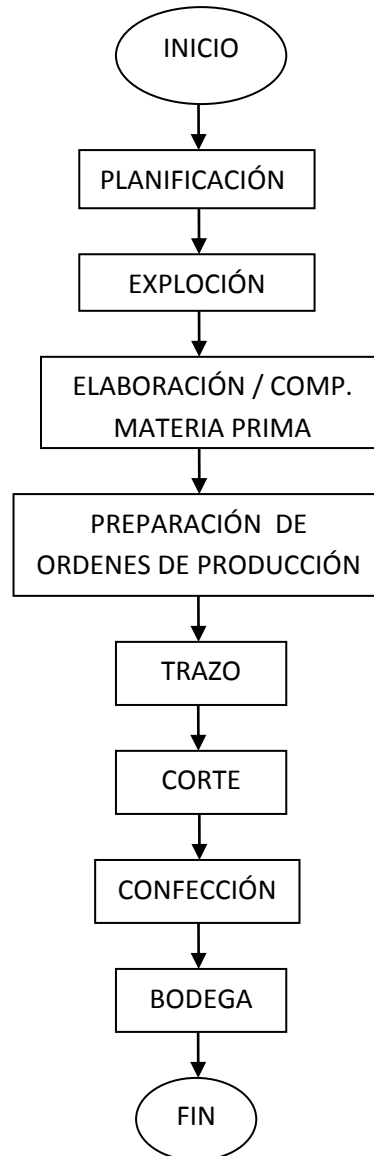 INICIO
PLANIFICACIÓN
EXPLOCIÓN
ELABORACIÓN / COMP.
MATERIA PRIMA
PREPARACIÓN DE
ORDENES DE PRODUCCIÓN
TRAZO
CORTE
CONFECCIÓN
BODEGA
FIN